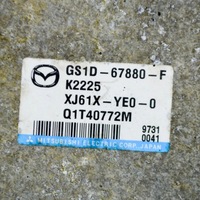 GS1D-67880-F
K2225
XJ61X-YE0-0
Q1T40772M
9731
0041
MITSUBISHI ELECTRIC CORP. JAPAN